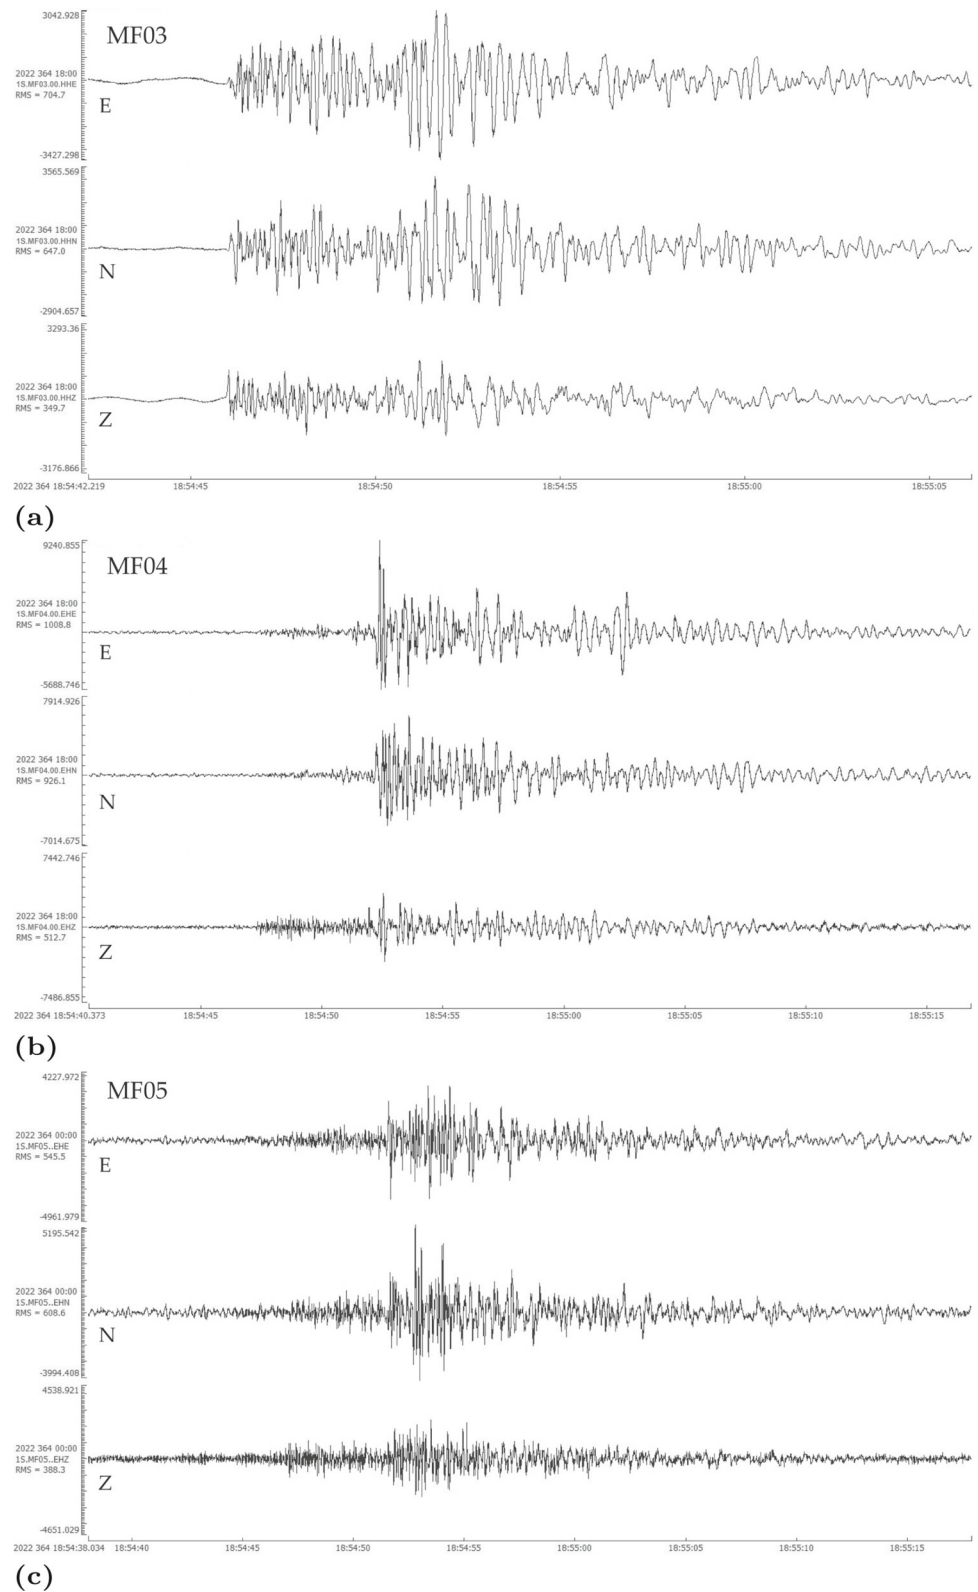 3042.928
MF03
2022 364 18:00
1S.MF03.00.HHE
RMS = 704.7
E
-3427.298
3565.569
2022 364 18:00
1S.MF03.00.HHN
RMS = 647.0
N
-2904.657
3293.36
2022 364 18:00
1S.MF03.00.HHZ
RMS = 349.7
Z
-3176.866
2022 364 18:54:42.219 18:54:45 18:54:50 18:54:55 18:55:00 18:55:05
(a)
9240.855
MF04
2022 364 18:00
1S.MF04.00.EHE
RMS = 1008.8
E
-5688.746
7914.926
2022 364 18:00
1S.MF04.00.EHN
RMS = 926.1
N
-7014.675
7442.746
2022 364 18:00
1S.MF04.00.EHZ
RMS = 512.7
Z
-7486.855
2022 364 18:54:40.373 18:54:45 18:54:50 18:54:55 18:55:00 18:55:05 18:55:10 18:55:15
(b)
4227.972
MF05
2022 364 00:00
1S.MF05..EHE
RMS = 545.5
E
-4961.979
5195.542
2022 364 00:00
1S.MF05..EHN
RMS = 608.6
N
-3994.408
4538.921
2022 364 00:00
1S.MF05..EHZ
RMS = 388.3
Z
-4651.029
2022 364 18:54:38.034 18:54:40 18:54:45 18:54:50 18:54:55 18:55:00 18:55:05 18:55:10 18:55:15
(c)